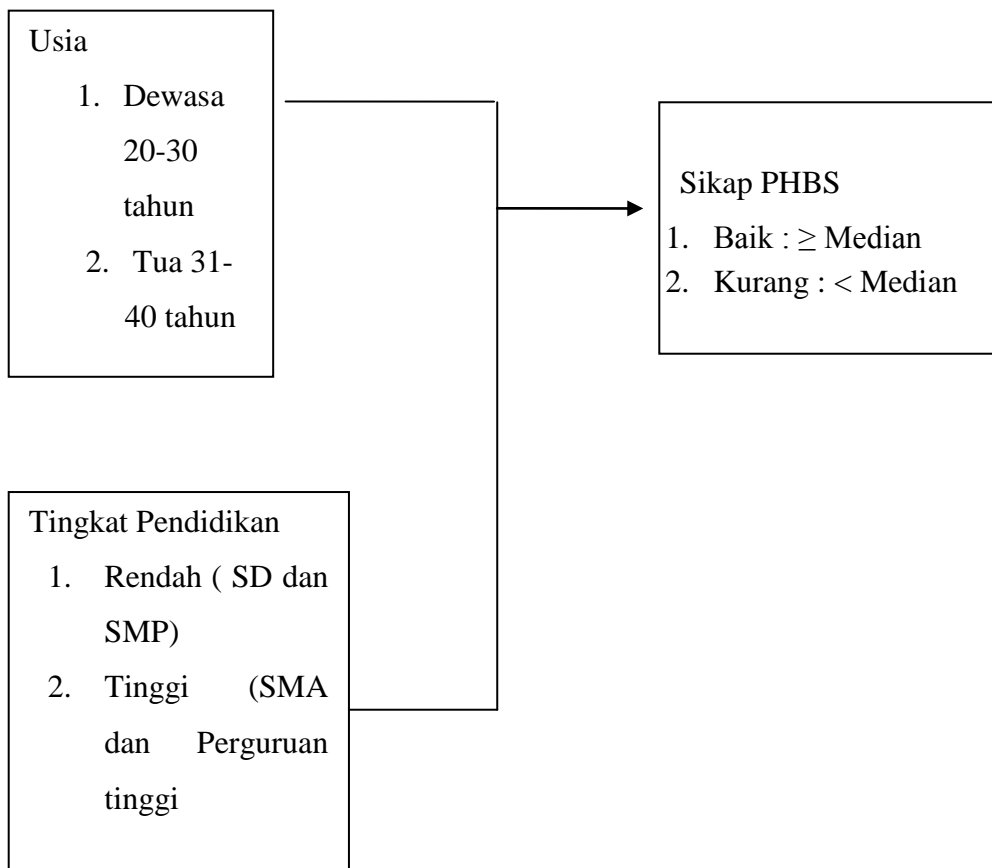 Usia
1. Dewasa
20-30
tahun
2. Tua 31-
40 tahun
Sikap PHBS
1. Baik : ≥ Median
2. Kurang : < Median
Tingkat Pendidikan
1. Rendah ( SD dan
SMP)
2. Tinggi (SMA
dan Perguruan
tinggi